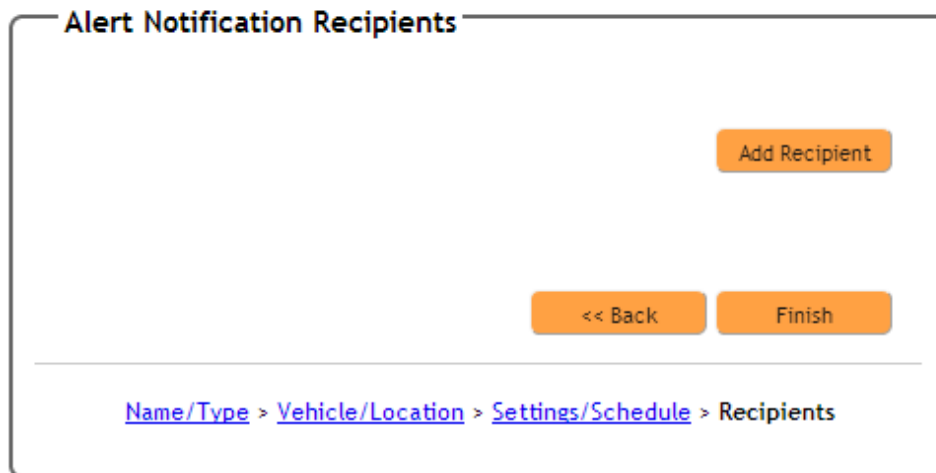 Alert Notification Recipients
Add Recipient
<< Back Finish
Name/Type > Vehicle/Location > Settings/Schedule > Recipients